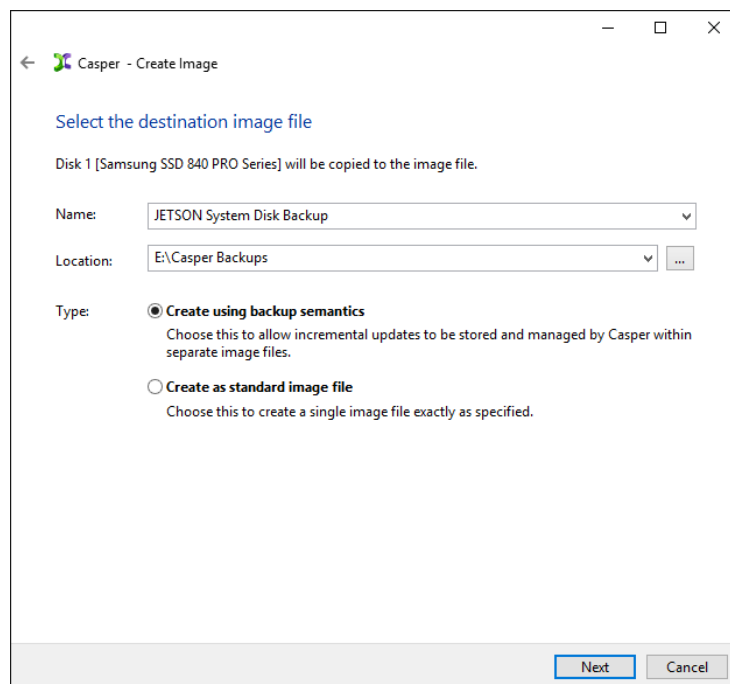 Casper - Create Image
Select the destination image file
Disk 1 [Samsung SSD 840 PRO Series] will be copied to the image file.
Name: JETSON System Disk Backup
Location: E:\Casper Backups ...
Type: Create using backup semantics
Choose this to allow incremental updates to be stored and managed by Casper within
separate image files.
Create as standard image file
Choose this to create a single image file exactly as specified.
Next Cancel